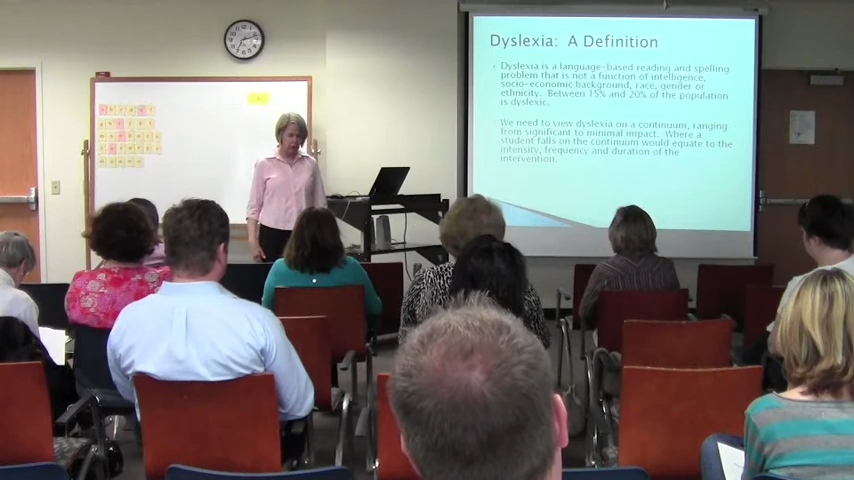 Dyslexia: A Definition
Dyslexia is a language-based reading and spelling
problem that is not a function of intelligence,
socio-economic background, race, gender or
ethnicity. Between 15% and 20% of the population
is dyslexic.
We need to view dyslexia on a continuum, ranging
from significant to minimal impact. Where a
student falls on the continuum would equate to the
intensity, frequency and duration of the
intervention.